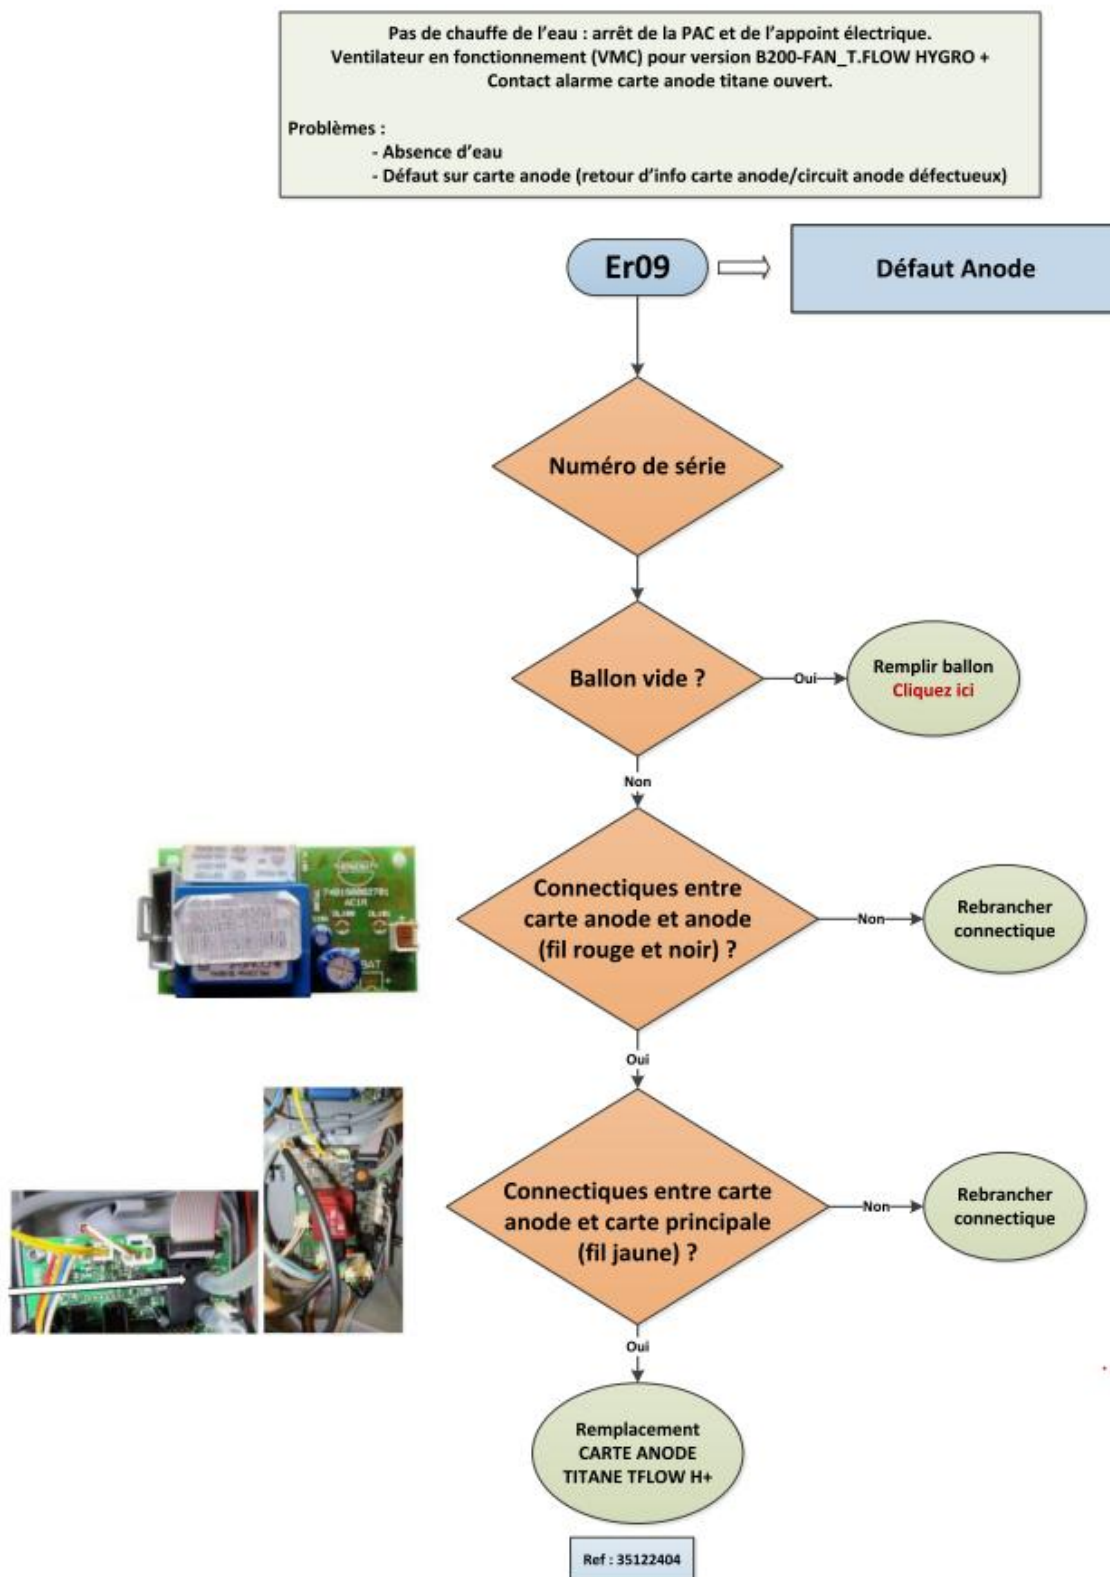 Pas de chauffe de l'eau : arrêt de la PAC et de l'appoint électrique.
Ventilateur en fonctionnement (VMC) pour version B200-FAN_T.FLOW HYGRO +
Contact alarme carte anode titane ouvert.
Problèmes :
- Absence d'eau
- Défaut sur carte anode (retour d'info carte anode/circuit anode défectueux)
Er09
Défaut Anode
Numéro de série
Ballon vide ?
Oui
Remplir ballon
Cliquez ici
Non
Connectiques entre
carte anode et anode
(fil rouge et noir) ?
Non
Rebrancher
connectique
Oui
Connectiques entre carte
anode et carte principale
(fil jaune) ?
Non
Rebrancher
connectique
Oui
Remplacement
CARTE ANODE
TITANE TFLOW H+
Ref : 35122404
AC1R
BAT